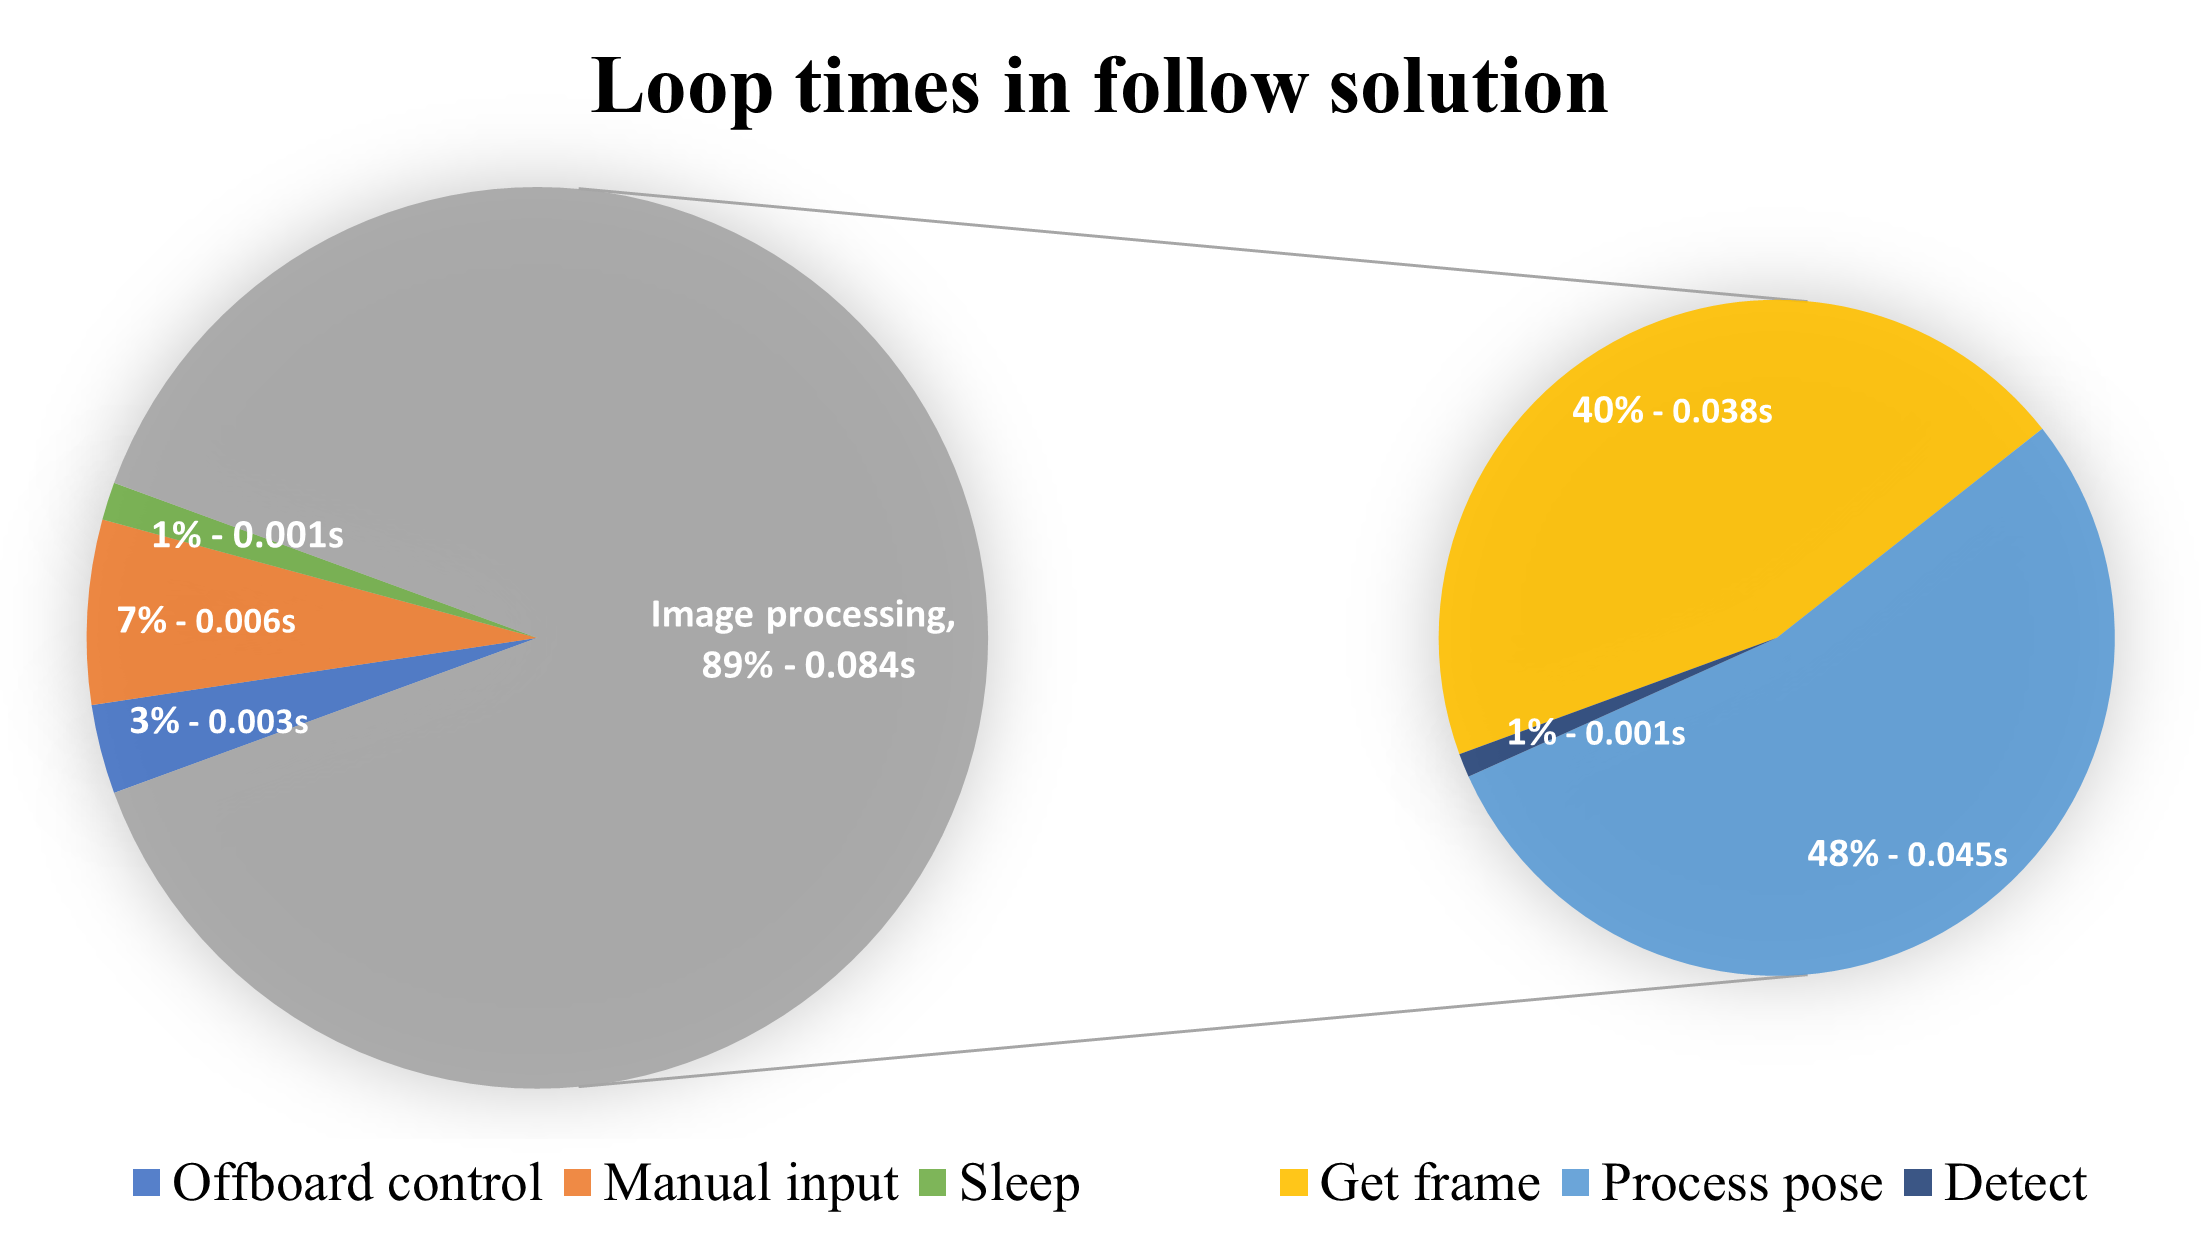 Loop times in follow solution
40% - 0.038s
1% - 0.001s
7% - 0.006s
Image processing,
89% - 0.084s
3% - 0.003s
1% - 0.001s
48% - 0.045s
Offboard control Manual input Sleep Get frame Process pose Detect